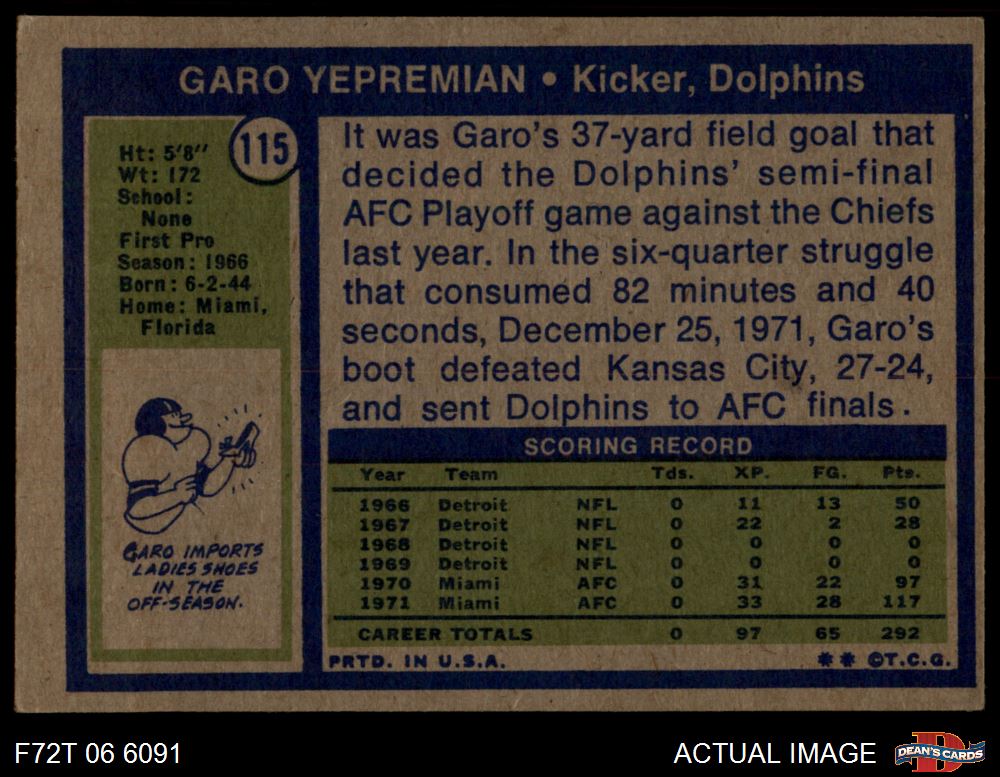 GARO YEPREMIAN • Kicker, Dolphins
115
Ht: 5'8''
Wt: 172
School:
None
First Pro
Season: 1966
Born: 6-2-44
Home: Miami,
Florida
GARO IMPORTS
LADIES SHOES
IN THE
OFF-SEASON.
It was Garo's 37-yard field goal that
decided the Dolphins' semi-final
AFC Playoff game against the Chiefs
last year. In the six-quarter struggle
that consumed 82 minutes and 40
seconds, December 25, 1971, Garo's
boot defeated Kansas City, 27-24,
and sent Dolphins to AFC finals.
SCORING RECORD
Year Team Tds. XP. FG. Pts.
1966 Detroit NFL 0 11 13 50
1967 Detroit NFL 0 22 2 28
1968 Detroit NFL 0 0 0 0
1969 Detroit NFL 0 0 0 0
1970 Miami AFC 0 31 22 97
1971 Miami AFC 0 33 28 117
CAREER TOTALS 0 97 65 292
PRTD. IN U.S.A. ** ©T.C.G.
F72T 06 6091 ACTUAL IMAGE D DEAN'S CARDS